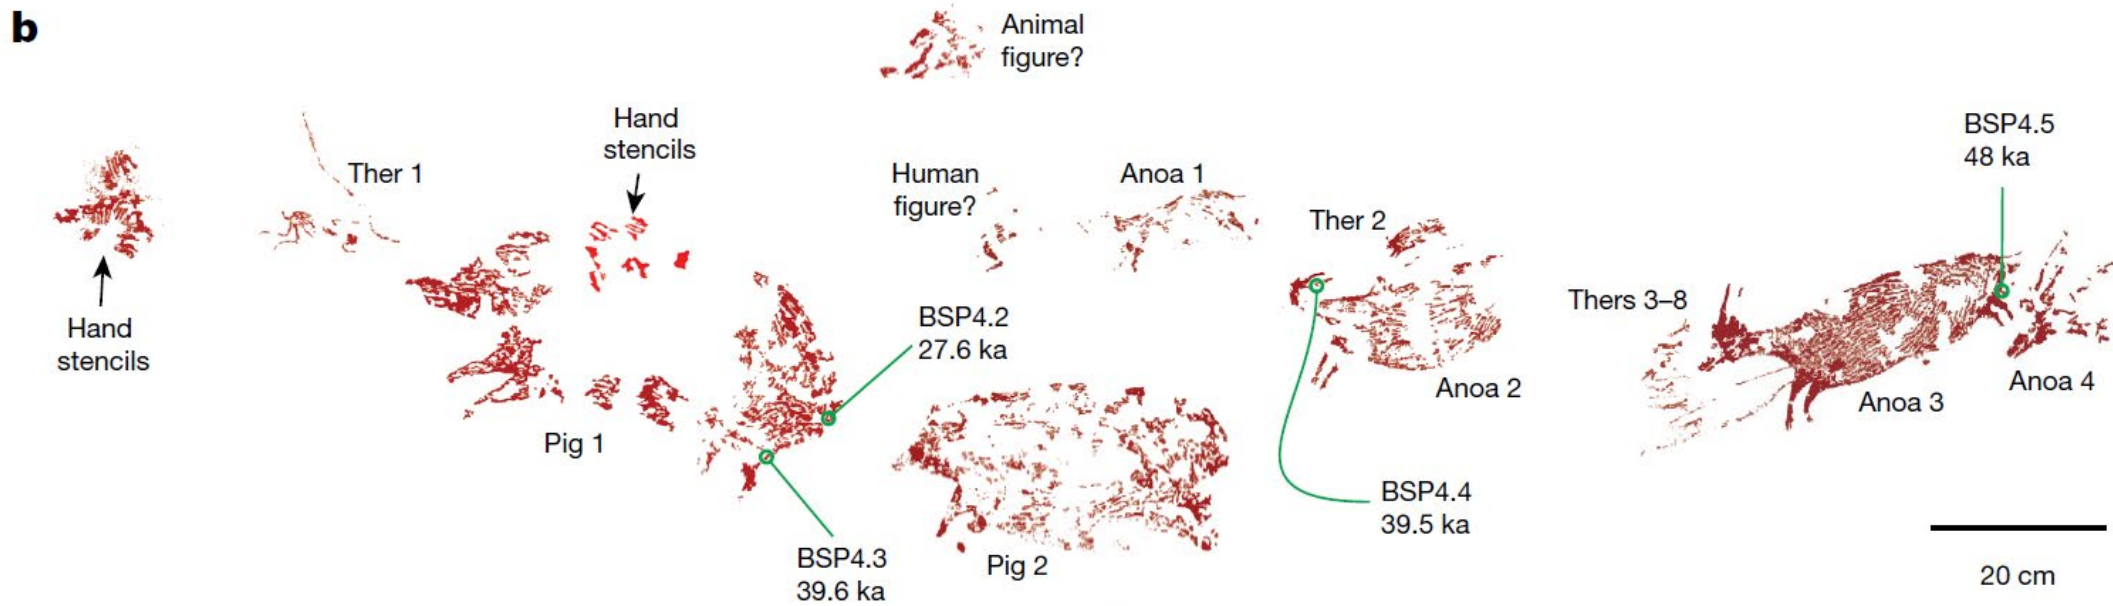 b
Animal
figure?
Hand
stencils
Ther 1
Human
figure?
Anoa 1
BSP4.5
48 ka
Ther 2
Hand
stencils
BSP4.2
27.6 ka
Thers 3–8
Anoa 2
Anoa 3
Anoa 4
Pig 1
BSP4.4
39.5 ka
BSP4.3
39.6 ka
Pig 2
20 cm